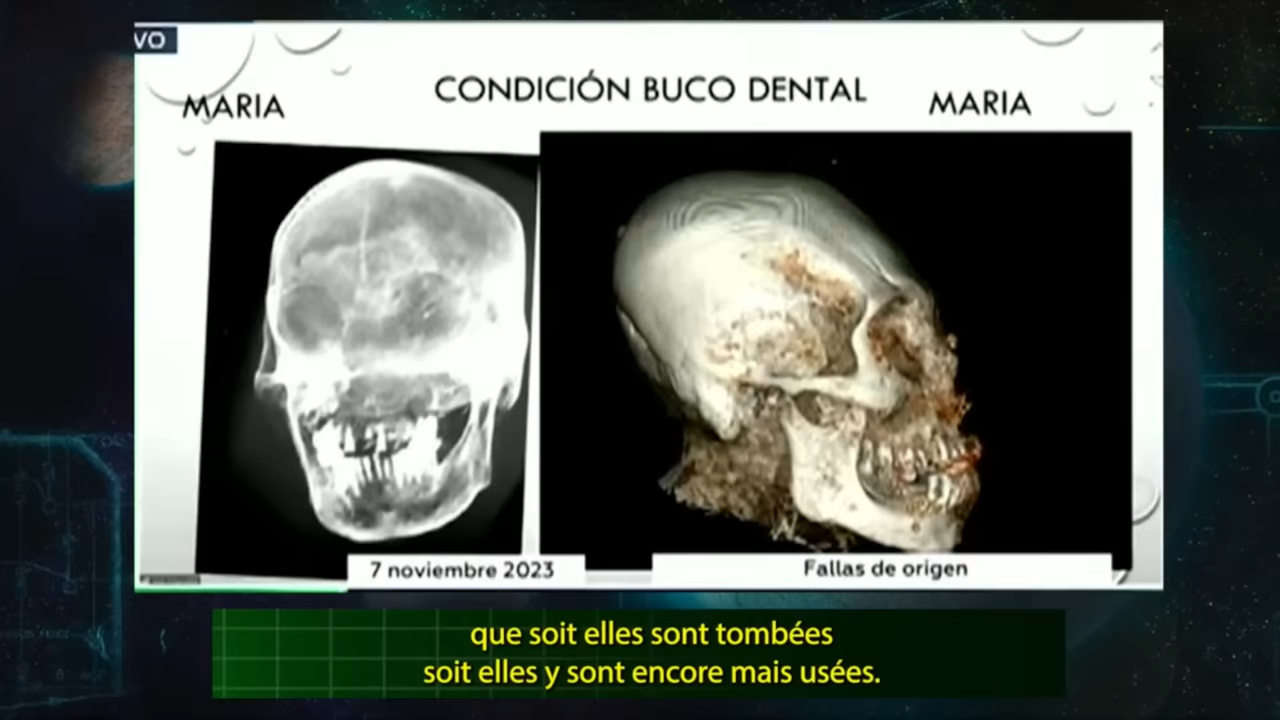 VO
MARIA
CONDICIÓN BUCO DENTAL
MARIA
7 noviembre 2023
Fallas de origen
que soit elles sont tombées
soit elles y sont encore mais usées.